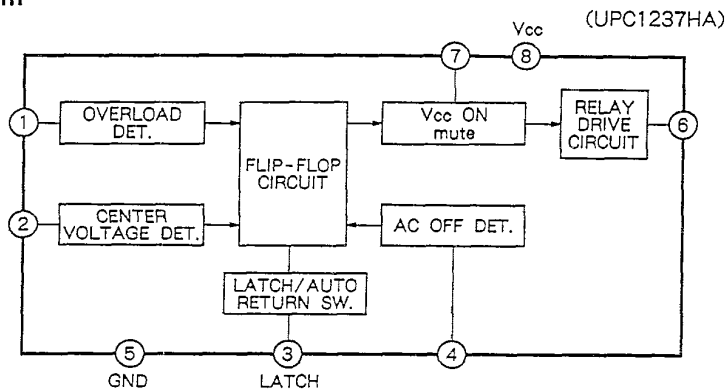 (UPC1237HA)
Vcc
7
8
1
OVERLOAD
DET.
FLIP-FLOP
CIRCUIT
Vcc ON
mute
RELAY
DRIVE
CIRCUIT
6
2
CENTER
VOLTAGE DET.
AC OFF DET.
LATCH/AUTO
RETURN SW.
5
3
4
GND
LATCH